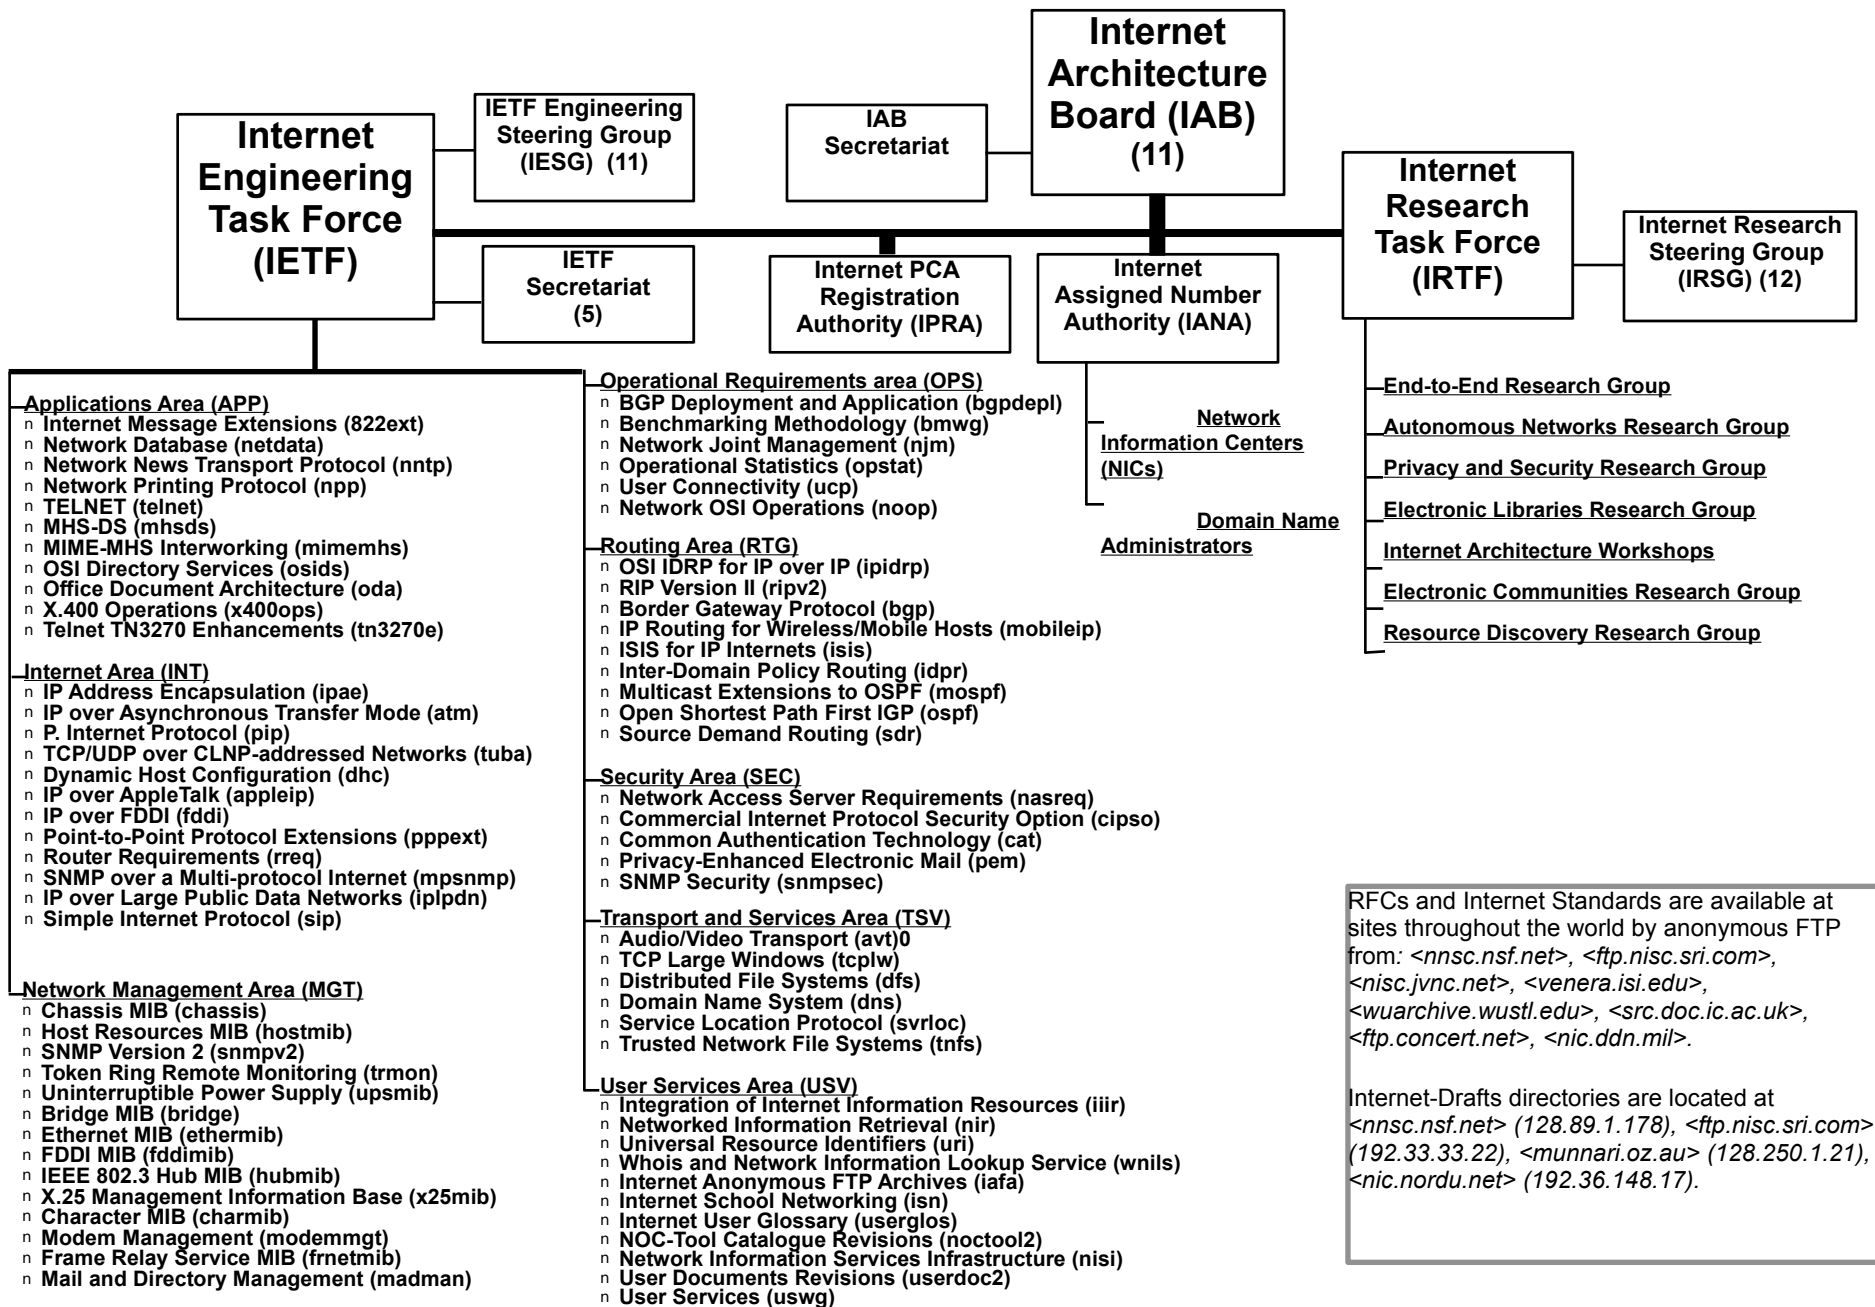 Internet
Architecture
Board (IAB)
(11)
IAB
Secretariat
IETF Engineering
Steering Group
(IESG) (11)
Internet
Engineering
Task Force
(IETF)
IETF
Secretariat
(5)
Internet PCA
Registration
Authority (IPRA)
Internet
Assigned Number
Authority (IANA)
Internet
Research
Task Force
(IRTF)
Internet Research
Steering Group
(IRSG) (12)
Applications Area (APP)
n Internet Message Extensions (822ext)
n Network Database (netdata)
n Network News Transport Protocol (nntp)
n Network Printing Protocol (npp)
n TELNET (telnet)
n MHS-DS (mhsds)
n MIME-MHS Interworking (mimemhs)
n OSI Directory Services (osids)
n Office Document Architecture (oda)
n X.400 Operations (x400ops)
n Telnet TN3270 Enhancements (tn3270e)
Internet Area (INT)
n IP Address Encapsulation (ipae)
n IP over Asynchronous Transfer Mode (atm)
n P. Internet Protocol (pip)
n TCP/UDP over CLNP-addressed Networks (tuba)
n Dynamic Host Configuration (dhc)
n IP over AppleTalk (appleip)
n IP over FDDI (fddi)
n Point-to-Point Protocol Extensions (pppext)
n Router Requirements (rreq)
n SNMP over a Multi-protocol Internet (mpsnmp)
n IP over Large Public Data Networks (iplpdn)
n Simple Internet Protocol (sip)
Network Management Area (MGT)
n Chassis MIB (chassis)
n Host Resources MIB (hostmib)
n SNMP Version 2 (snmpv2)
n Token Ring Remote Monitoring (trmon)
n Uninterruptible Power Supply (upsmib)
n Bridge MIB (bridge)
n Ethernet MIB (ethermib)
n FDDI MIB (fddimib)
n IEEE 802.3 Hub MIB (hubmib)
n X.25 Management Information Base (x25mib)
n Character MIB (charmib)
n Modem Management (modemmgt)
n Frame Relay Service MIB (frnetmib)
n Mail and Directory Management (madman)
Operational Requirements area (OPS)
n BGP Deployment and Application (bgpdepl)
n Benchmarking Methodology (bmwg)
n Network Joint Management (njm)
n Operational Statistics (opstat)
n User Connectivity (ucp)
n Network OSI Operations (noop)
Routing Area (RTG)
n OSI IDRP for IP over IP (ipidrp)
n RIP Version II (ripv2)
n Border Gateway Protocol (bgp)
n IP Routing for Wireless/Mobile Hosts (mobileip)
n ISIS for IP Internets (isis)
n Inter-Domain Policy Routing (idpr)
n Multicast Extensions to OSPF (mospf)
n Open Shortest Path First IGP (ospf)
n Source Demand Routing (sdr)
Security Area (SEC)
n Network Access Server Requirements (nasreq)
n Commercial Internet Protocol Security Option (cipso)
n Common Authentication Technology (cat)
n Privacy-Enhanced Electronic Mail (pem)
n SNMP Security (snmpsec)
Transport and Services Area (TSV)
n Audio/Video Transport (avt)0
n TCP Large Windows (tcplw)
n Distributed File Systems (dfs)
n Domain Name System (dns)
n Service Location Protocol (svrloc)
n Trusted Network File Systems (tnfs)
User Services Area (USV)
n Integration of Internet Information Resources (iiir)
n Networked Information Retrieval (nir)
n Universal Resource Identifiers (uri)
n Whois and Network Information Lookup Service (wnils)
n Internet Anonymous FTP Archives (iafa)
n Internet School Networking (isn)
n Internet User Glossary (userglos)
n NOC-Tool Catalogue Revisions (noctool2)
n Network Information Services Infrastructure (nisi)
n User Documents Revisions (userdoc2)
n User Services (uswg)
Network
Information Centers
(NICs)
Domain Name
Administrators
End-to-End Research Group
Autonomous Networks Research Group
Privacy and Security Research Group
Electronic Libraries Research Group
Internet Architecture Workshops
Electronic Communities Research Group
Resource Discovery Research Group
RFCs and Internet Standards are available at
sites throughout the world by anonymous FTP
from: <nnsc.nsf.net>, <ftp.nisc.sri.com>,
<nisc.jvnc.net>, <venera.isi.edu>,
<wuarchive.wustl.edu>, <src.doc.ic.ac.uk>,
<ftp.concert.net>, <nic.ddn.mil>.
Internet-Drafts directories are located at
<nnsc.nsf.net> (128.89.1.178), <ftp.nisc.sri.com>
(192.33.33.22), <munnari.oz.au> (128.250.1.21),
<nic.nordu.net> (192.36.148.17).